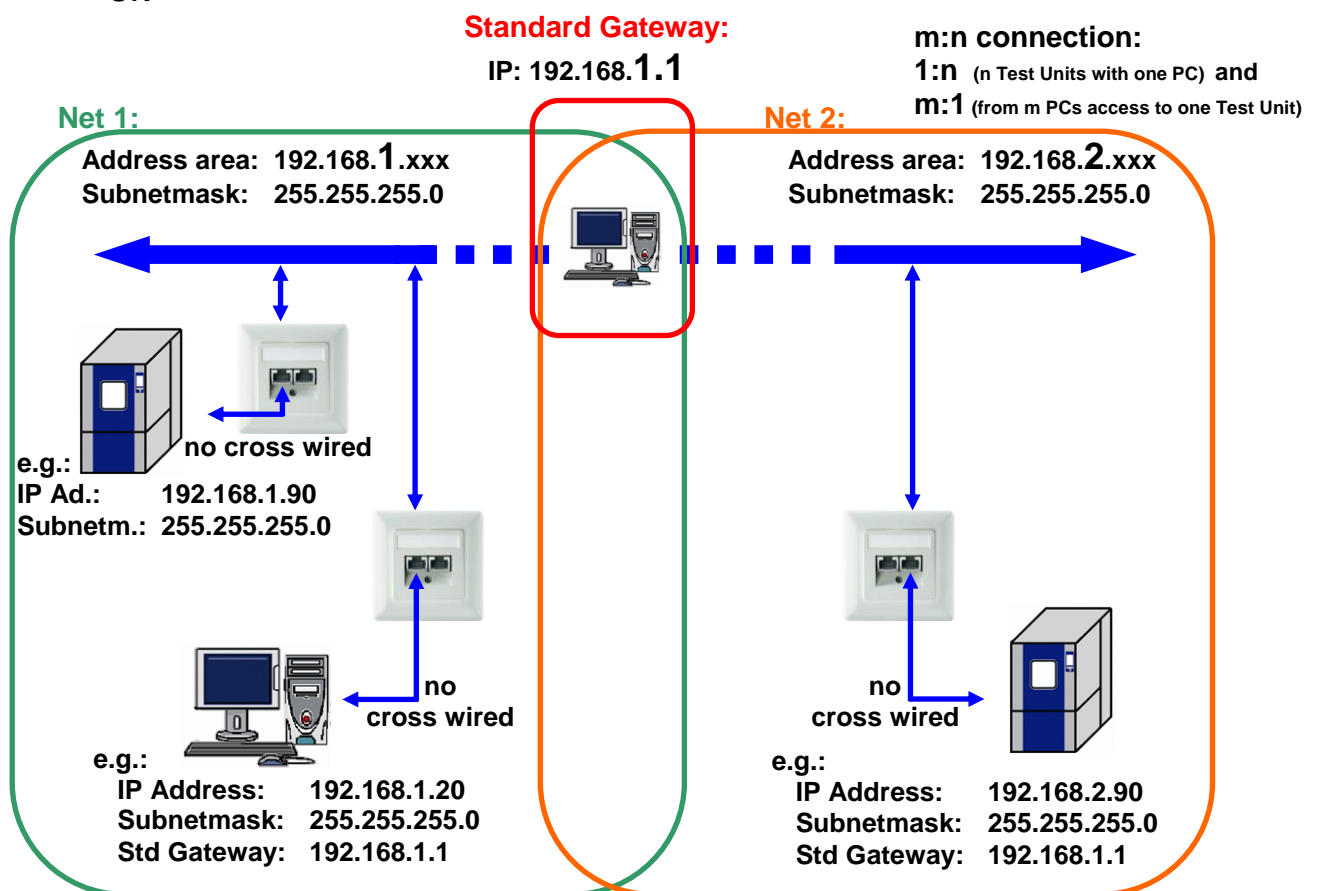 Standard Gateway:
IP: 192.168.1.1
m:n connection:
1:n (n Test Units with one PC) and
m:1 (from m PCs access to one Test Unit)
Net 1:
Address area: 192.168.1.xxx
Subnetmask: 255.255.255.0
Net 2:
Address area: 192.168.2.xxx
Subnetmask: 255.255.255.0
no cross wired
e.g.:
IP Ad.: 192.168.1.90
Subnetm.: 255.255.255.0
no
cross wired
e.g.:
IP Address: 192.168.1.20
Subnetmask: 255.255.255.0
Std Gateway: 192.168.1.1
no
cross wired
e.g.:
IP Address: 192.168.2.90
Subnetmask: 255.255.255.0
Std Gateway: 192.168.1.1